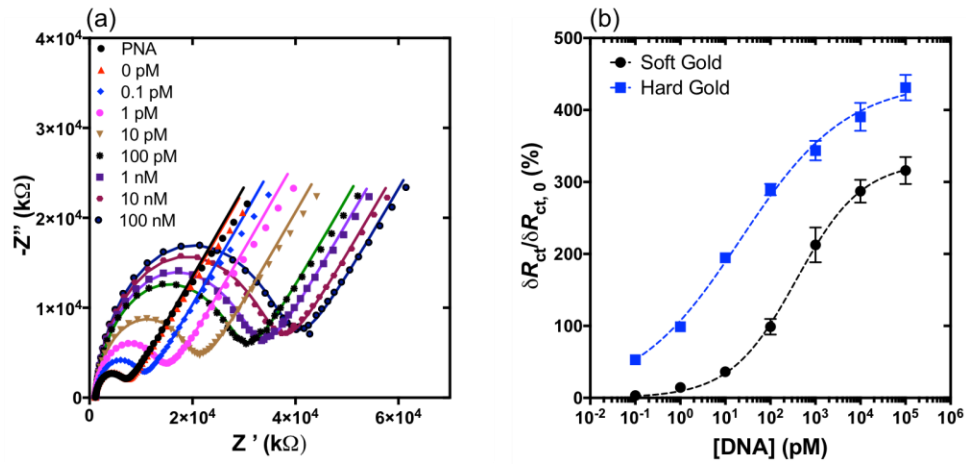 (a)
4×10⁴
3×10⁴
2×10⁴
1×10⁴
0
-Z" (kΩ)
PNA
0 pM
0.1 pM
1 pM
10 pM
100 pM
1 nM
10 nM
100 nM
0
2×10⁴
4×10⁴
6×10⁴
Z ' (kΩ)
(b)
500
400
300
200
100
0
δRct/δRct, 0 (%)
Soft Gold
Hard Gold
10⁻²
10⁻¹
10⁰
10¹
10²
10³
10⁴
10⁵
10⁶
[DNA] (pM)